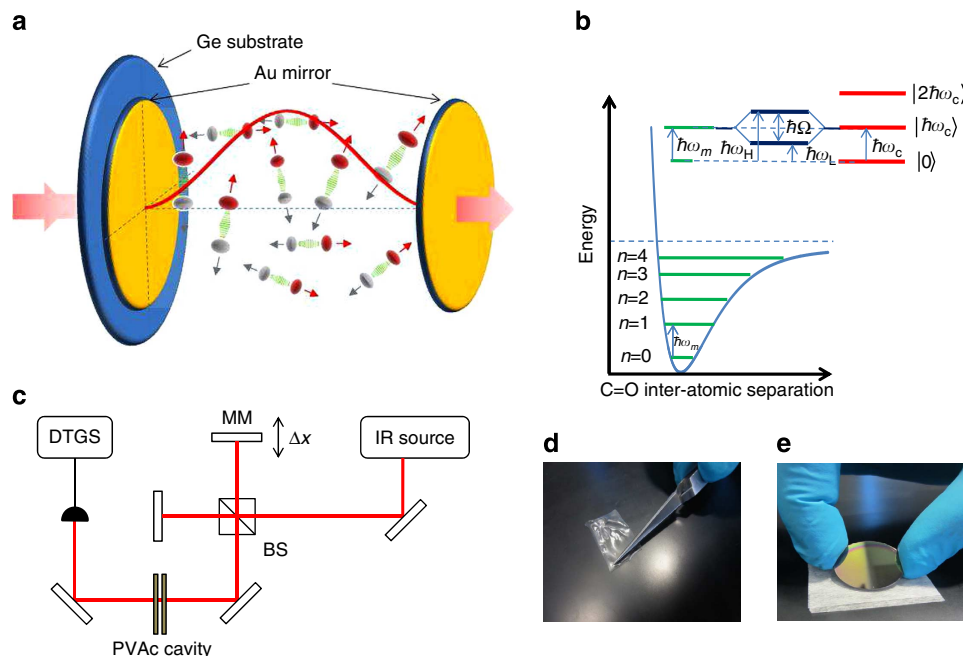 a
Ge substrate
Au mirror
b
Energy
|2ℏω_c⟩
|ℏω_c⟩
|0⟩
ℏω_m
ℏω_H
ℏΩ
ℏω_L
ℏω_c
n=4
n=3
n=2
n=1
n=0
ℏω_m
C=O inter-atomic separation
c
DTGS
MM
Δx
IR source
BS
PVAc cavity
d
e